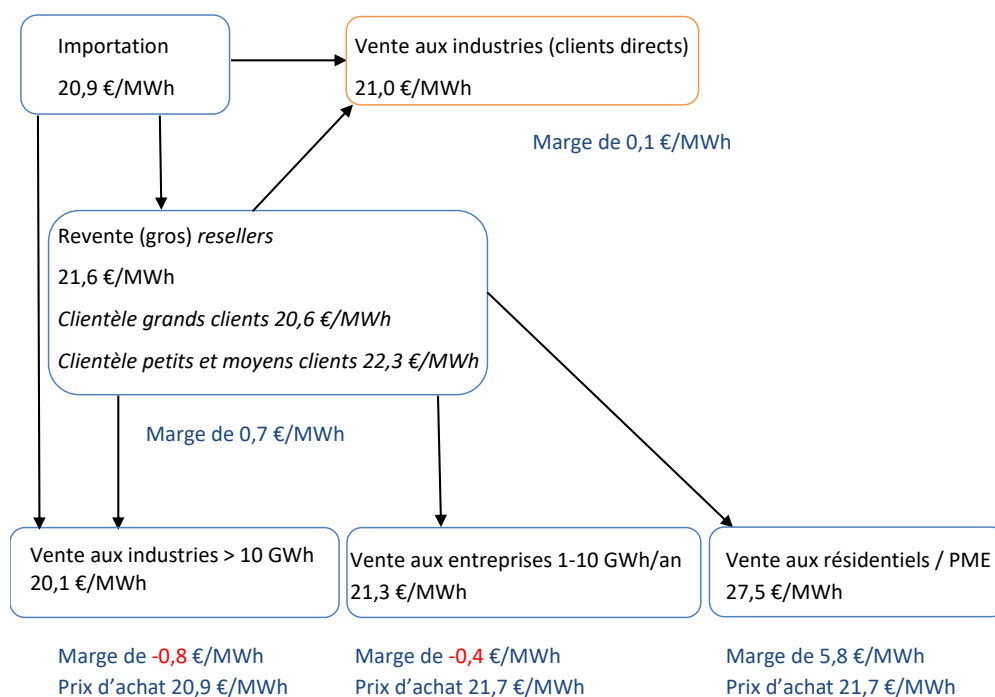 Importation
20,9 €/MWh
Vente aux industries (clients directs)
21,0 €/MWh
Marge de 0,1 €/MWh
Revente (gros) resellers
21,6 €/MWh
Clientèle grands clients 20,6 €/MWh
Clientèle petits et moyens clients 22,3 €/MWh
Marge de 0,7 €/MWh
Vente aux industries > 10 GWh
20,1 €/MWh
Marge de -0,8 €/MWh
Prix d'achat 20,9 €/MWh
Vente aux entreprises 1-10 GWh/an
21,3 €/MWh
Marge de -0,4 €/MWh
Prix d'achat 21,7 €/MWh
Vente aux résidentiels / PME
27,5 €/MWh
Marge de 5,8 €/MWh
Prix d'achat 21,7 €/MWh